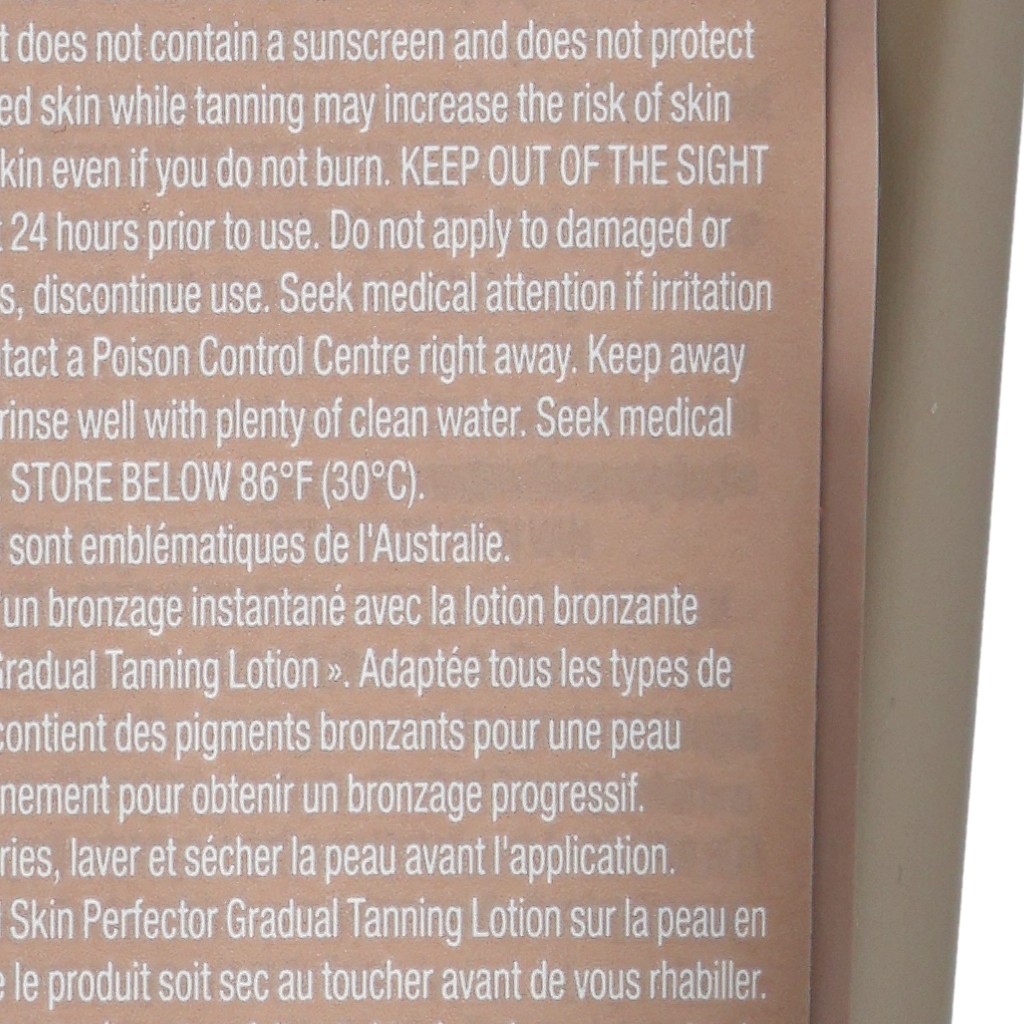 does not contain a sunscreen and does not protect
skin while tanning may increase the risk of skin
even if you do not burn. KEEP OUT OF THE SIGHT
24 hours prior to use. Do not apply to damaged or
s, discontinue use. Seek medical attention if irritation
tact a Poison Control Centre right away. Keep away
rinse well with plenty of clean water. Seek medical
STORE BELOW 86°F (30°C).
sont emblématiques de l'Australie.
un bronzage instantané avec la lotion bronzante
Gradual Tanning Lotion ». Adaptée tous les types de
contient des pigments bronzants pour une peau
nement pour obtenir un bronzage progressif.
ries, laver et sécher la peau avant l'application.
Skin Perfector Gradual Tanning Lotion sur la peau en
le produit soit sec au toucher avant de vous rhabiller.